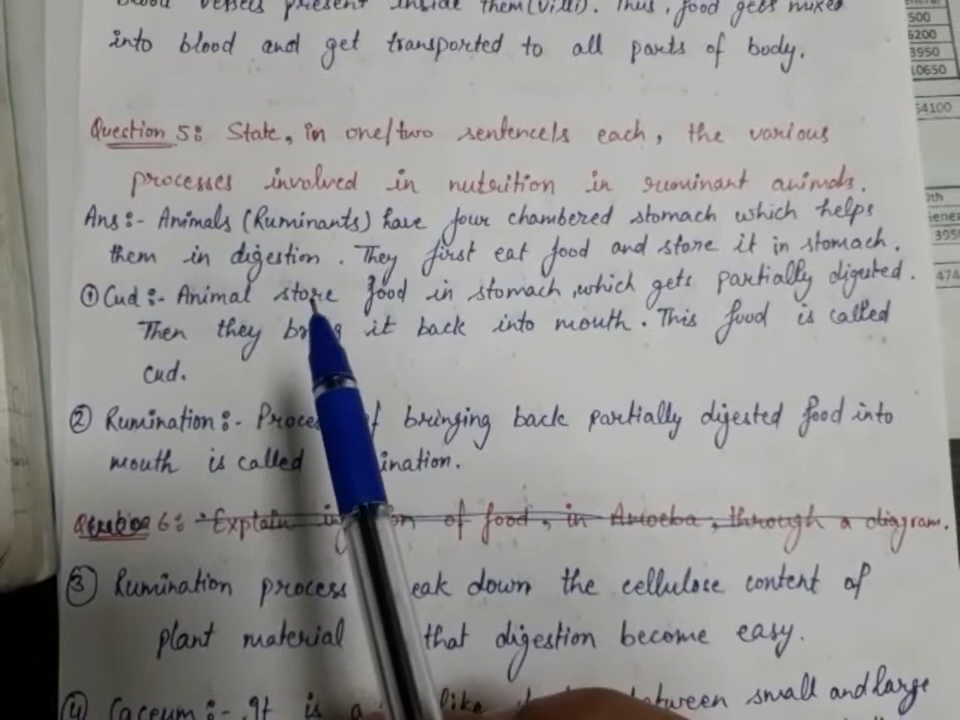 blood vessels present inside them (villi). Thus, food gets mixed
into blood and get transported to all parts of body.
Question 5: State, in one/two sentence/s each, the various
processes involved in nutrition in ruminant animals.
Ans:- Animals (Ruminants) have four chambered stomach which helps
them in digestion. They first eat food and store it in stomach.
① Cud:- Animal store food in stomach, which gets partially digested.
Then they it back into mouth. This food is called
cud.
② Rumination:- bringing back partially digested food into
mouth is called
Question 6: Explain of food, in Amoeba, through a diagram.
③ Rumination process down the cellulose content of
plant material that digestion become easy.
④ Caecum:- It is a between small and large
500
6200
3950
10650
54100